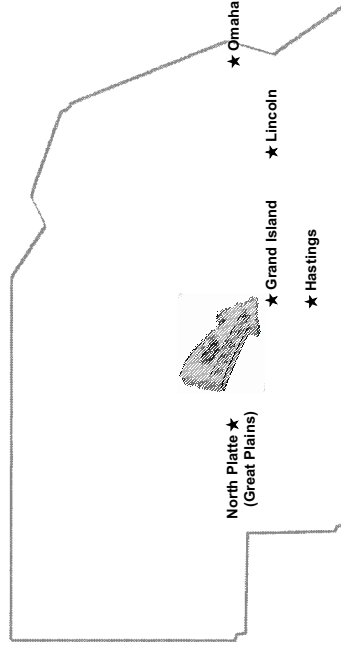 Omaha
Lincoln
Grand Island
Hastings
North Platte
(Great Plains)